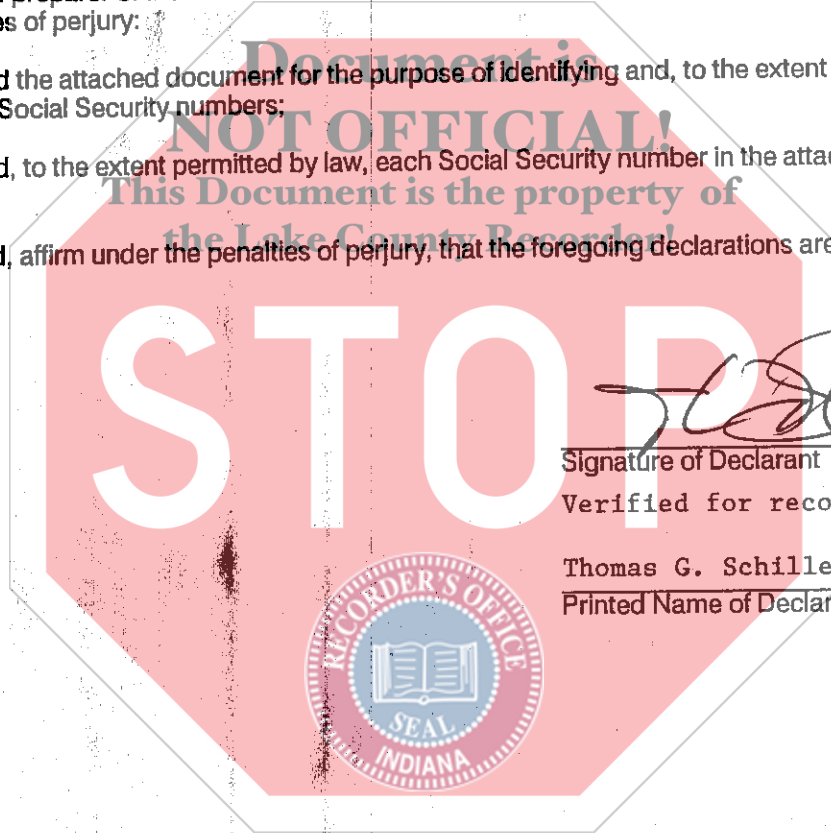 es of perjury:
Document is
d the attached document for the purpose of identifying and, to the extent
Social Security numbers;
NOT OFFICIAL!
d, to the extent permitted by law, each Social Security number in the atta
This Document is the property of
the Lake County Recorder!
d, affirm under the penalties of perjury, that the foregoing declarations are
STOP
Signature of Declarant
Verified for reco
Thomas G. Schille
Printed Name of Declar
RECORDER'S OFFICE
SEAL
INDIANA